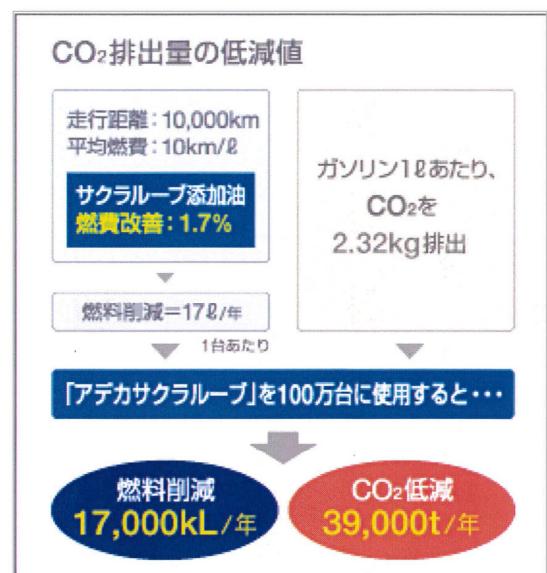 CO₂排出量の低減値
走行距離：10,000km
平均燃費：10km/ℓ
サクラルーブ添加油
燃費改善：1.7%
燃料削減＝17ℓ/年
1台あたり
ガソリン1ℓあたり、
CO₂を
2.32kg排出
「アデカサクラルーブ」を100万台に使用すると・・・
燃料削減
17,000kL/年
CO₂低減
39,000t/年